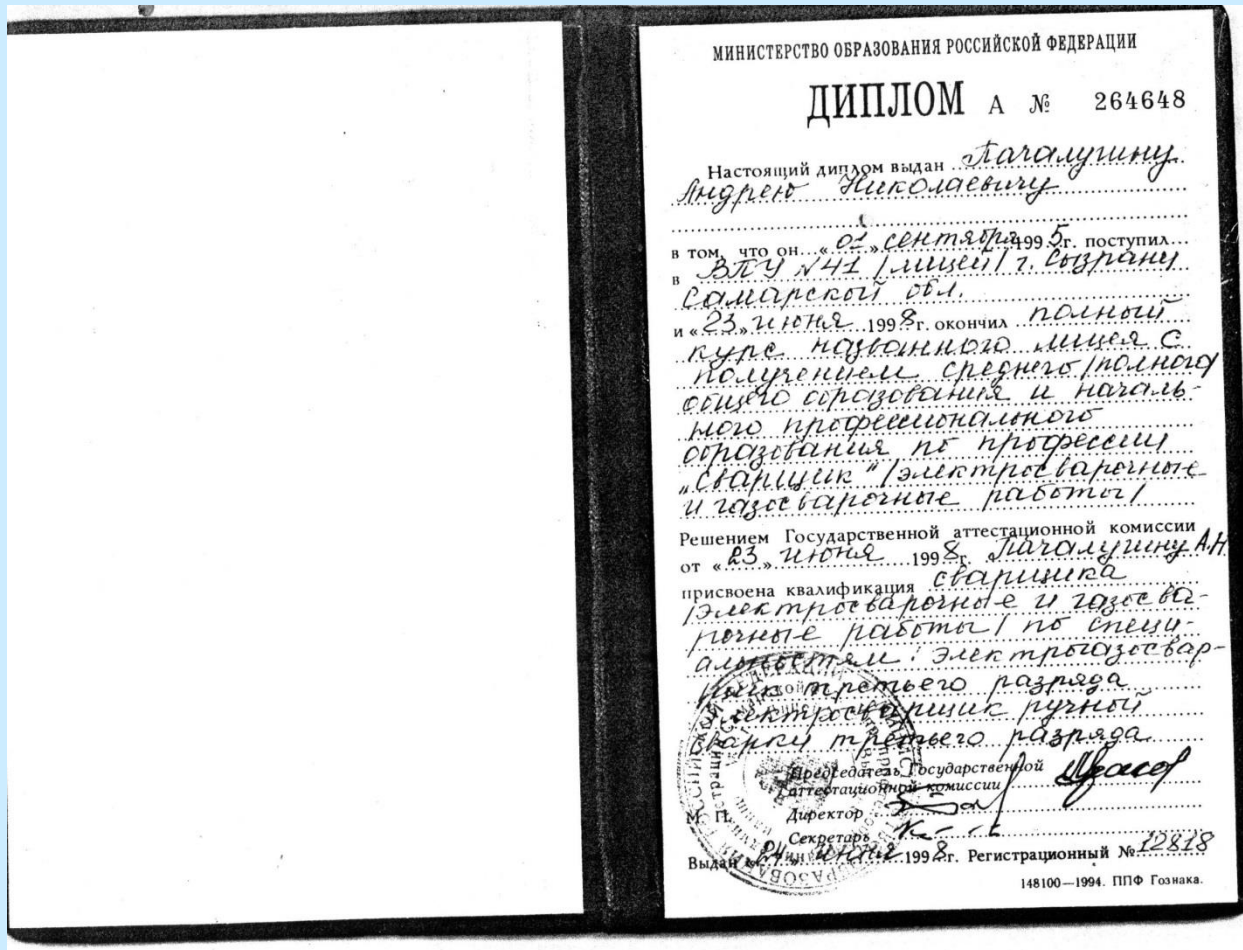 МИНИСТЕРСТВО ОБРАЗОВАНИЯ РОССИЙСКОЙ ФЕДЕРАЦИИ
ДИПЛОМ А № 264648
Настоящий диплом выдан Пачалугину
Андрею Николаевичу
в том, что он «01» сентября 1995 г. поступил
в ВПУ №41 /лицей/ г. Сызрани
Самарской обл.
и «23» июня 1998 г. окончил полный
курс названного лицея с
получением среднего /полного/
общего образования и началь-
ного профессионального
образования по профессии
„Сварщик" /электросварочные
и газосварочные работы/
Решением Государственной аттестационной комиссии
от «23» июня 1998 г. Пачалугину А.Н.
присвоена квалификация сварщика
/электросварочные и газосва-
рочные работы/ по специ-
альностям: электрогазосвар-
щик третьего разряда
электросварщик ручной
сварки третьего разряда
Председатель Государственной
аттестационной комиссии
М. П. Директор
Секретарь
Выдан «24» июня 1998 г. Регистрационный № 12818
148100—1994. ППФ Гознака.